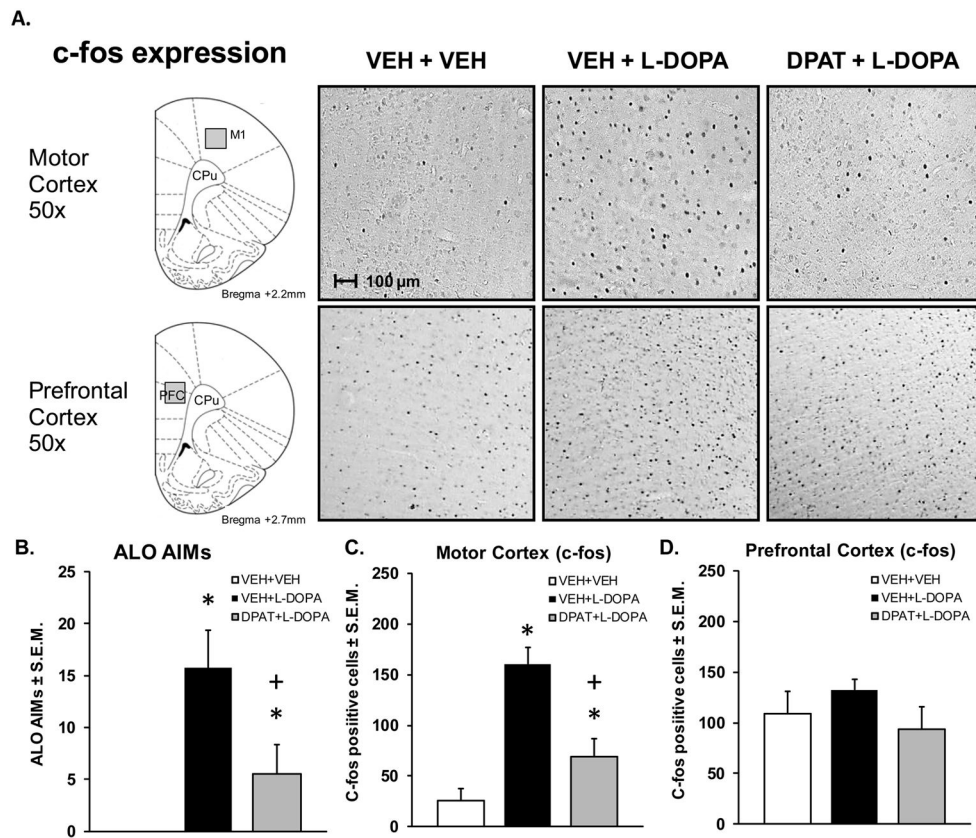 A.
c-fos expression
VEH + VEH
VEH + L-DOPA
DPAT + L-DOPA
Motor
Cortex
50x
M1
CPu
Bregma +2.2mm
100 μm
Prefrontal
Cortex
50x
PFC
CPu
Bregma +2.7mm
B.
ALO AIMs
ALO AIMs ± S.E.M.
25
20
15
10
5
0
VEH+VEH
VEH+L-DOPA
DPAT+L-DOPA
*
+
*
C.
Motor Cortex (c-fos)
C-fos posiitive cells ± S.E.M.
250
200
150
100
50
0
VEH+VEH
VEH+L-DOPA
DPAT+L-DOPA
*
+
*
D.
Prefrontal Cortex (c-fos)
C-fos posiitive cells ± S.E.M.
250
200
150
100
50
0
VEH+VEH
VEH+L-DOPA
DPAT+L-DOPA